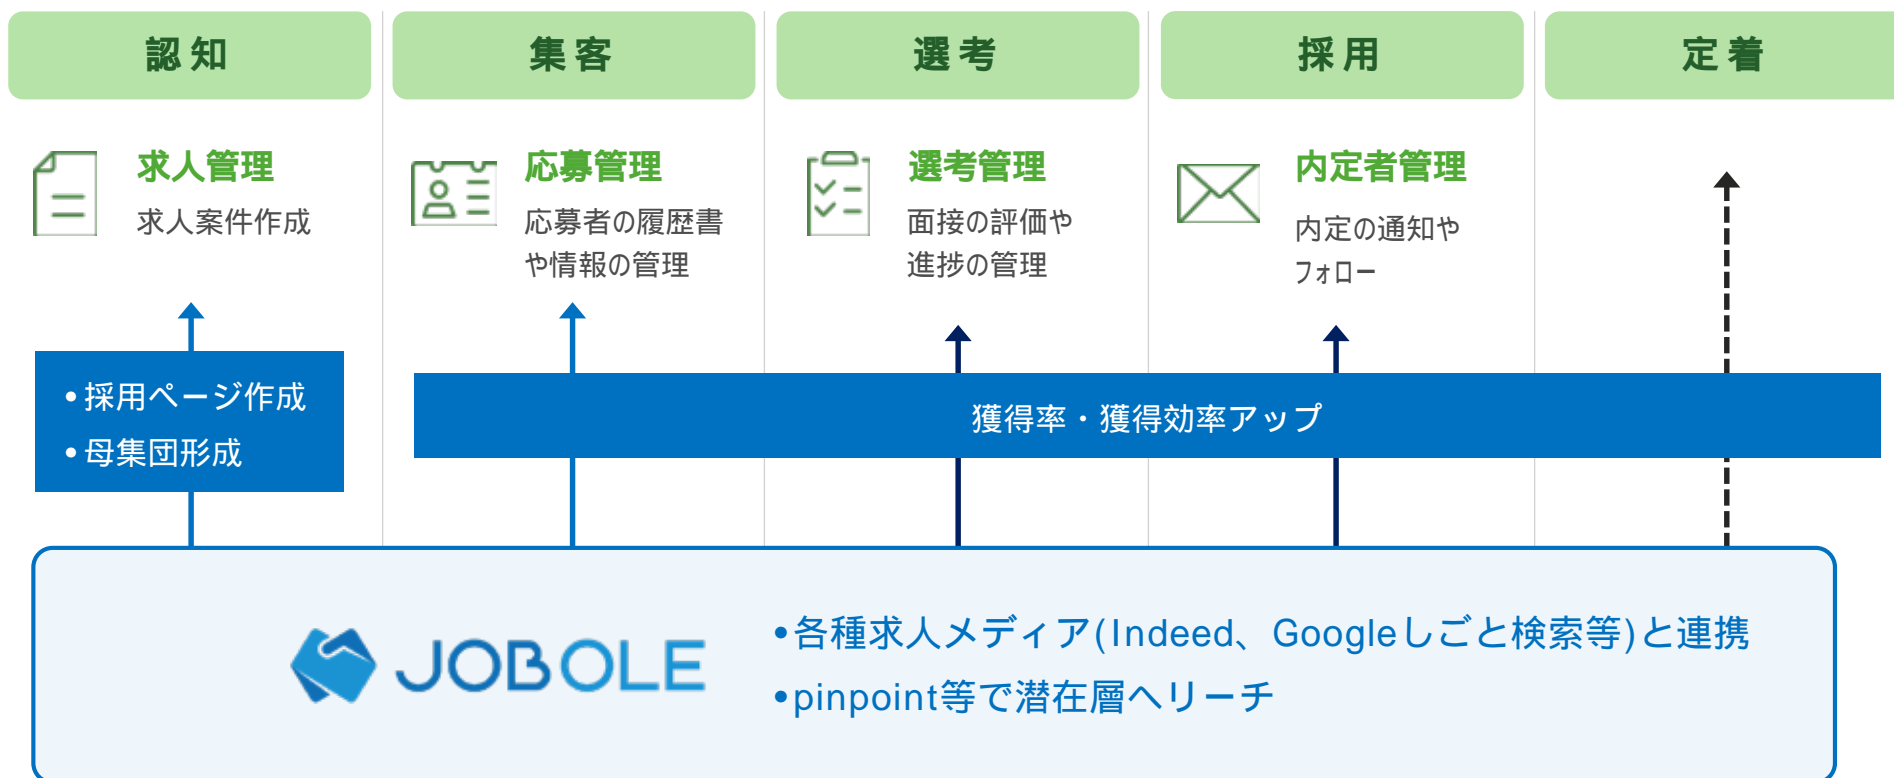 認知
集客
選考
採用
定着
求人管理
求人案件作成
応募管理
応募者の履歴書
や情報の管理
選考管理
面接の評価や
進捗の管理
内定者管理
内定の通知や
フォロー
•採用ページ作成
•母集団形成
獲得率・獲得効率アップ
JOBOLE
•各種求人メディア(Indeed、Googleしごと検索等)と連携
•pinpoint等で潜在層へリーチ